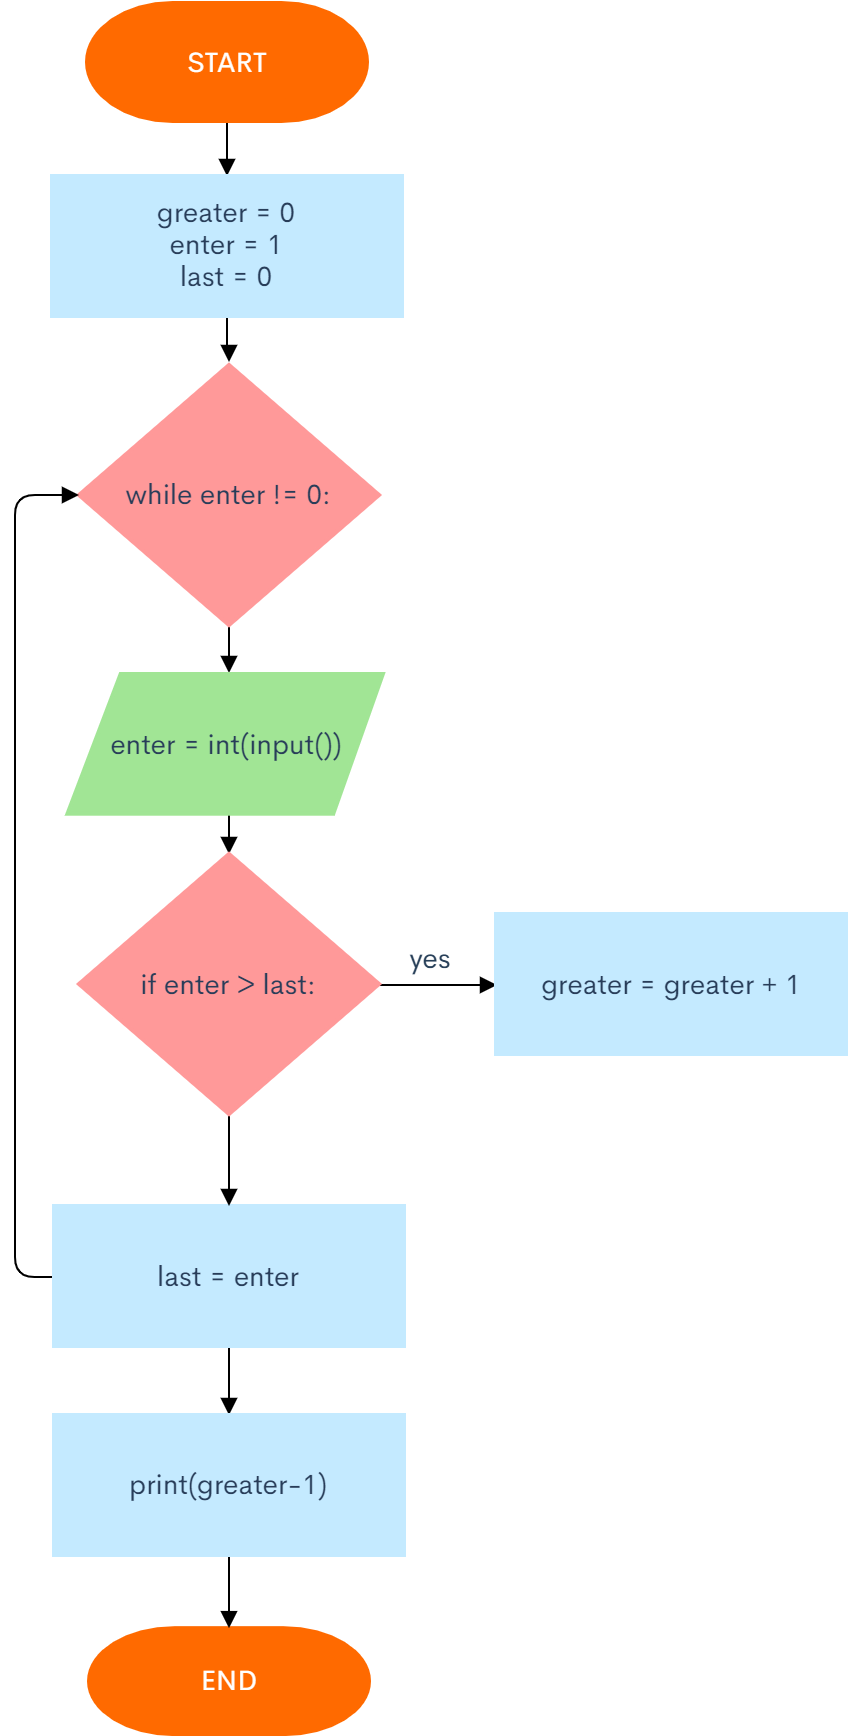 START
greater = 0
enter = 1
last = 0
while enter != 0:
enter = int(input())
if enter > last:
yes
greater = greater + 1
last = enter
print(greater-1)
END